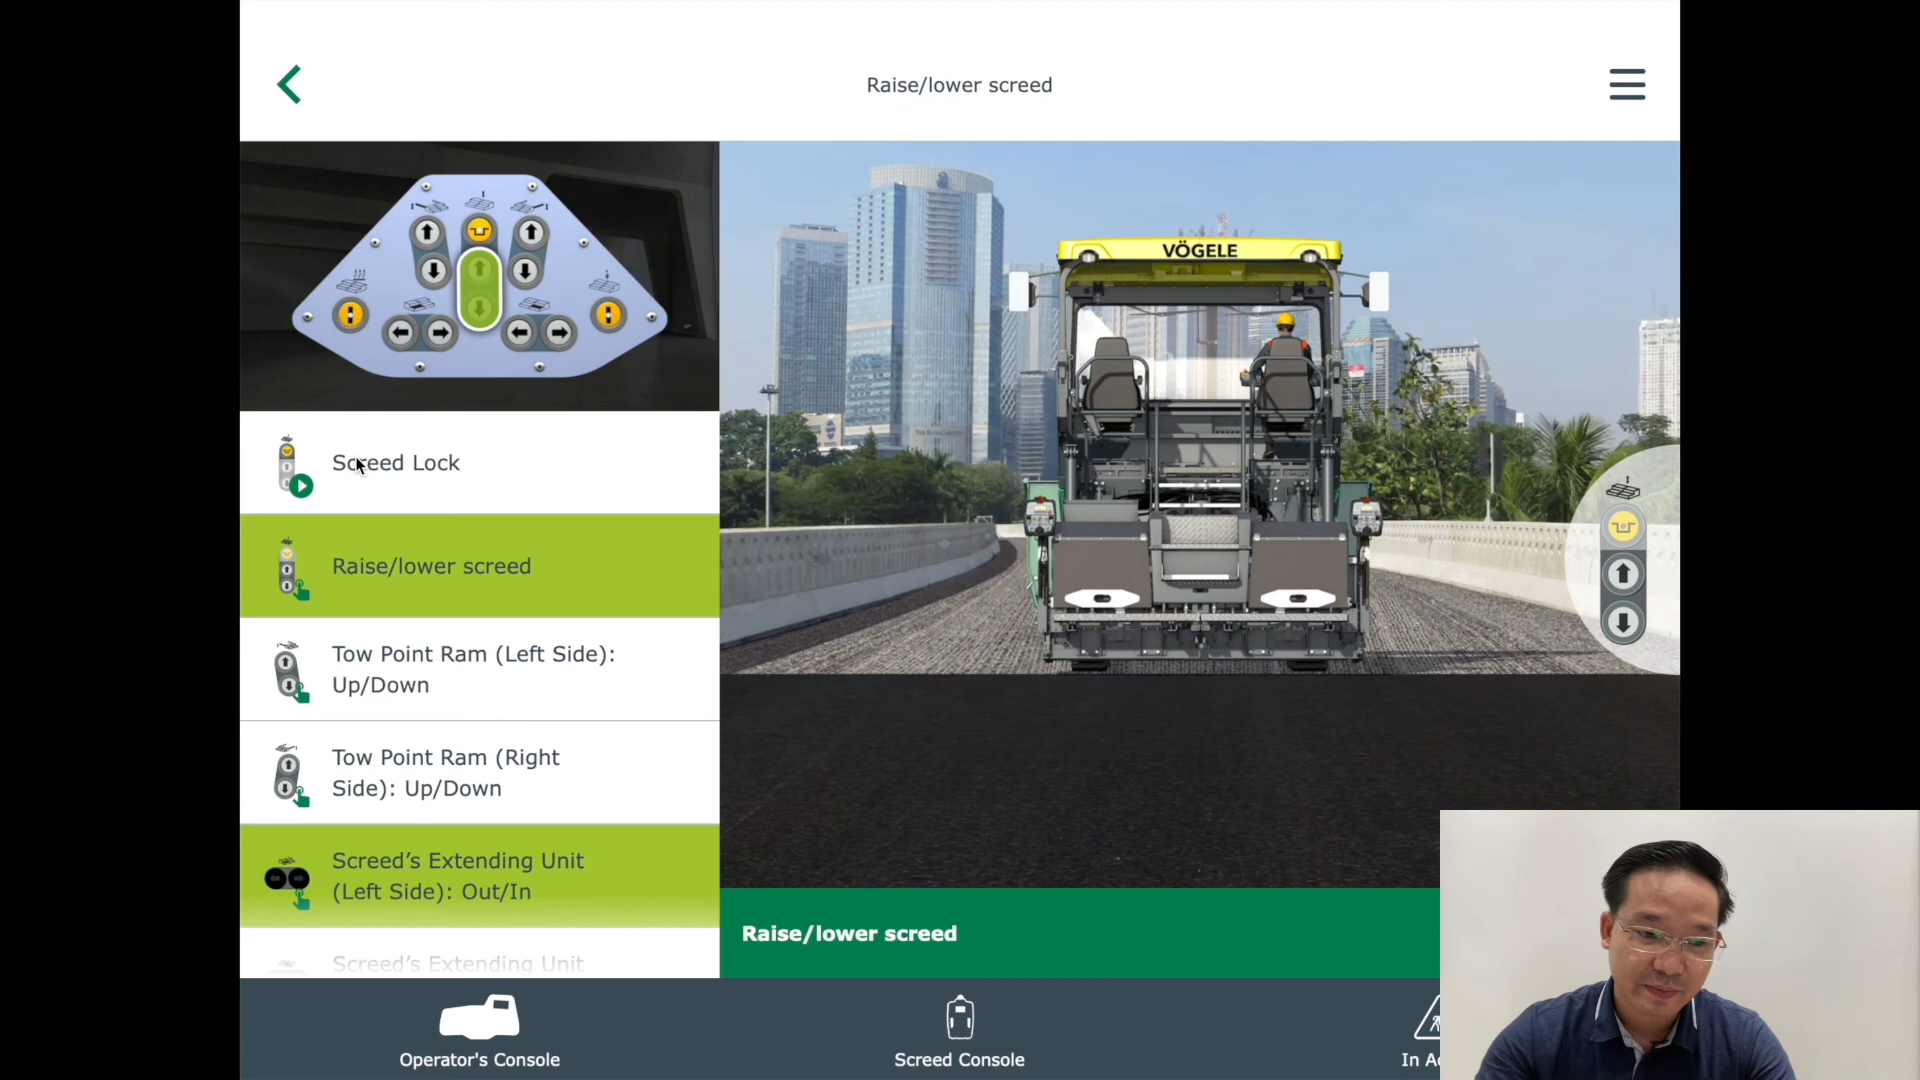 Raise/lower screed
VÖGELE
Screed Lock
Raise/lower screed
Tow Point Ram (Left Side):
Up/Down
Tow Point Ram (Right
Side): Up/Down
Screed’s Extending Unit
(Left Side): Out/In
Screed’s Extending Unit
Raise/lower screed
Operator's Console
Screed Console
In A